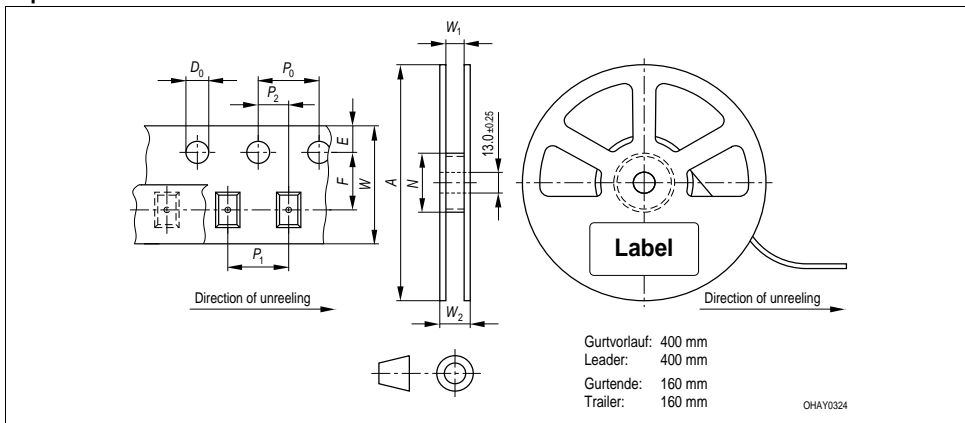 W1
D0
P0
P2
E
F
W
A
N
13.0 ±0.25
Label
P1
Direction of unreeling
W2
Direction of unreeling
Gurtvorlauf: 400 mm
Leader: 400 mm
Gurtende: 160 mm
Trailer: 160 mm
OHAY0324